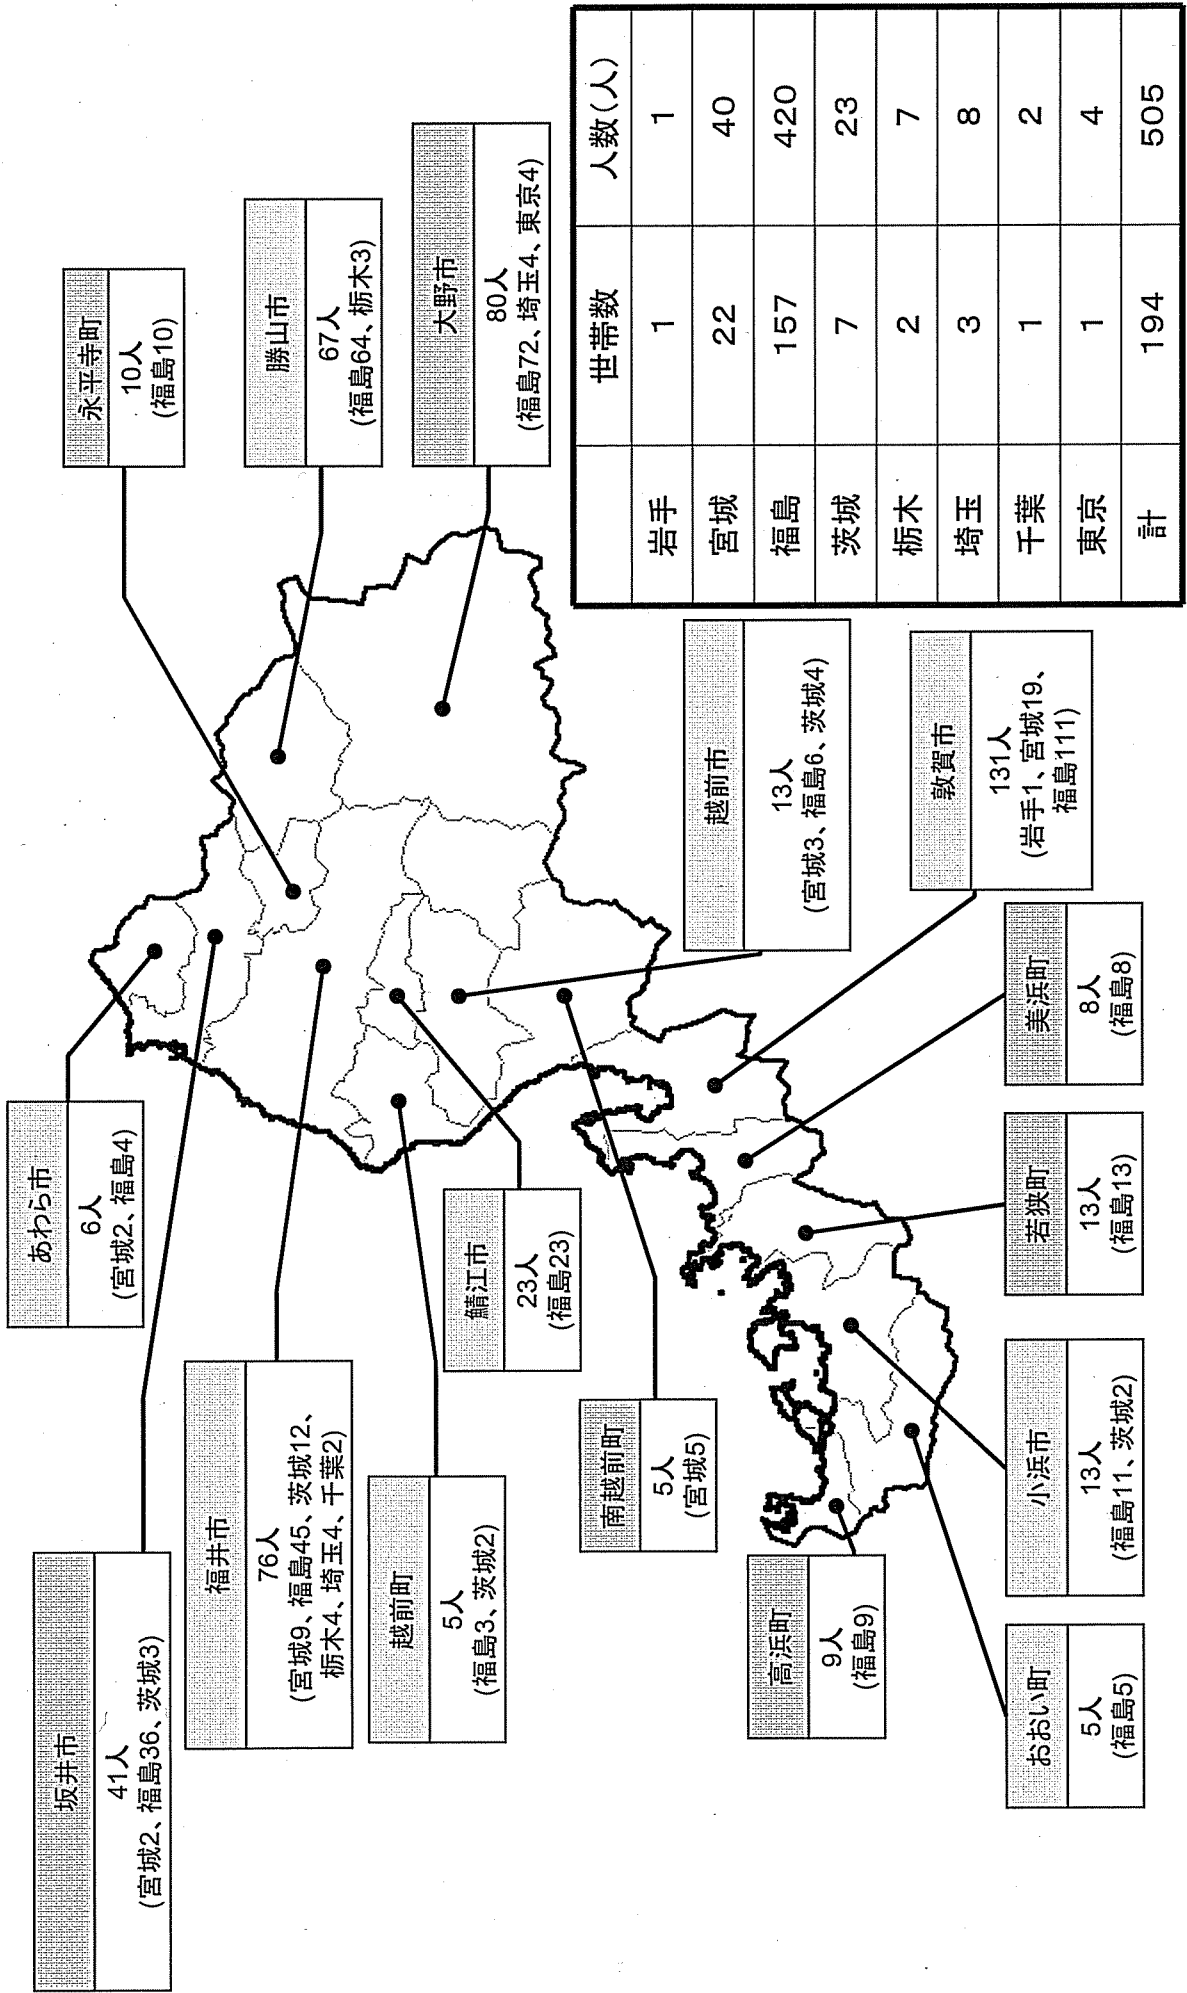 坂井市
41人
(宮城2、福島36、茨城3)
あわら市
6人
(宮城2、福島4)
永平寺町
10人
(福島10)
勝山市
67人
(福島64、栃木3)
大野市
80人
(福島72、埼玉4、東京4)
福井市
76人
(宮城9、福島45、茨城12、
栃木4、埼玉4、千葉2)
越前町
5人
(福島3、茨城2)
鯖江市
23人
(福島23)
南越前町
5人
(宮城5)
越前市
13人
(宮城3、福島6、茨城4)
敦賀市
131人
(岩手1、宮城19、
福島111)
高浜町
9人
(福島9)
おおい町
5人
(福島5)
小浜市
13人
(福島11、茨城2)
若狭町
13人
(福島13)
美浜町
8人
(福島8)
世帯数 人数(人)
岩手 1 1
宮城 22 40
福島 157 420
茨城 7 23
栃木 2 7
埼玉 3 8
千葉 1 2
東京 1 4
計 194 505